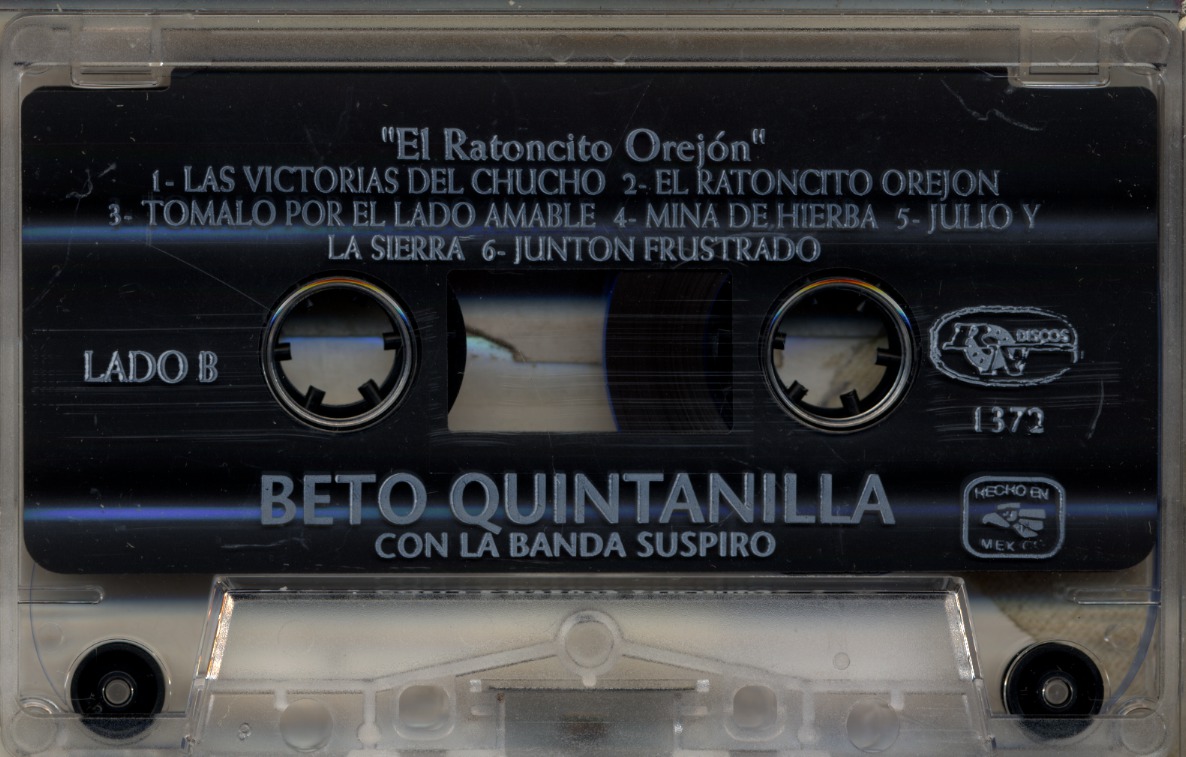 "El Ratoncito Orejón"
1- LAS VICTORIAS DEL CHUCHO 2- EL RATONCITO OREJON
3- TOMALO POR EL LADO AMABLE 4- MINA DE HIERBA 5- JULIO Y
LA SIERRA 6- JUNTON FRUSTRADO
LADO B
DISCOS
1372
BETO QUINTANILLA
CON LA BANDA SUSPIRO
HECHO EN
MEXICO